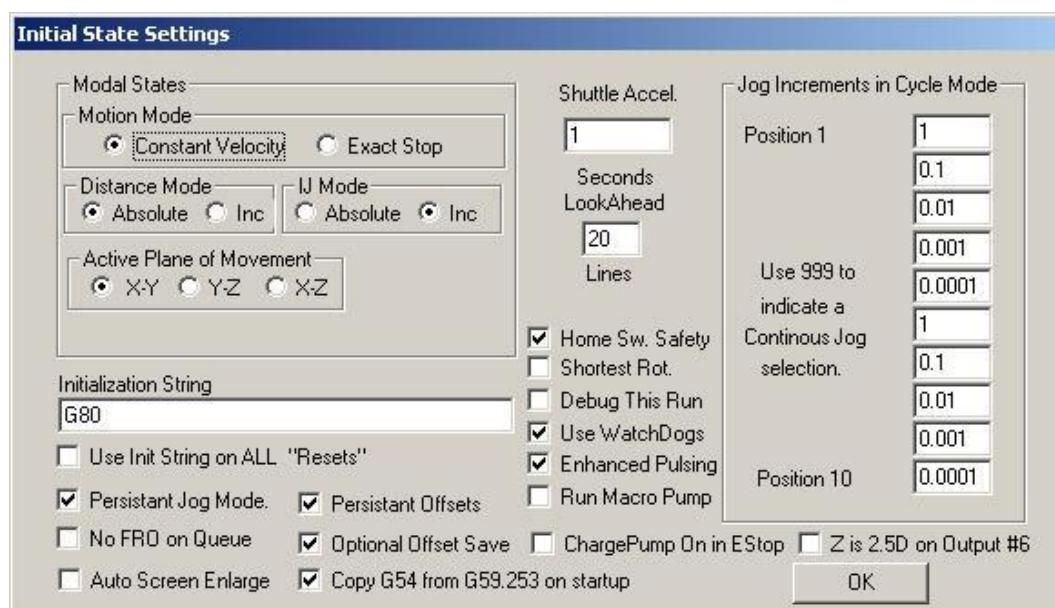 Initial State Settings
Modal States
Motion Mode
Constant Velocity
Exact Stop
Distance Mode
Absolute
Inc
IJ Mode
Absolute
Inc
Active Plane of Movement
X-Y
Y-Z
X-Z
Initialization String
G80
Use Init String on ALL "Resets"
Persistant Jog Mode.
Persistant Offsets
No FRO on Queue
Optional Offset Save
Auto Screen Enlarge
Copy G54 from G59.253 on startup
Shuttle Accel.
1
Seconds
LookAhead
20
Lines
Home Sw. Safety
Shortest Rot.
Debug This Run
Use WatchDogs
Enhanced Pulsing
Run Macro Pump
ChargePump On in EStop
Z is 2.5D on Output #6
Jog Increments in Cycle Mode
Position 1
1
0.1
0.01
0.001
0.0001
1
0.1
0.01
0.001
0.0001
Use 999 to
indicate a
Continous Jog
selection.
Position 10
OK